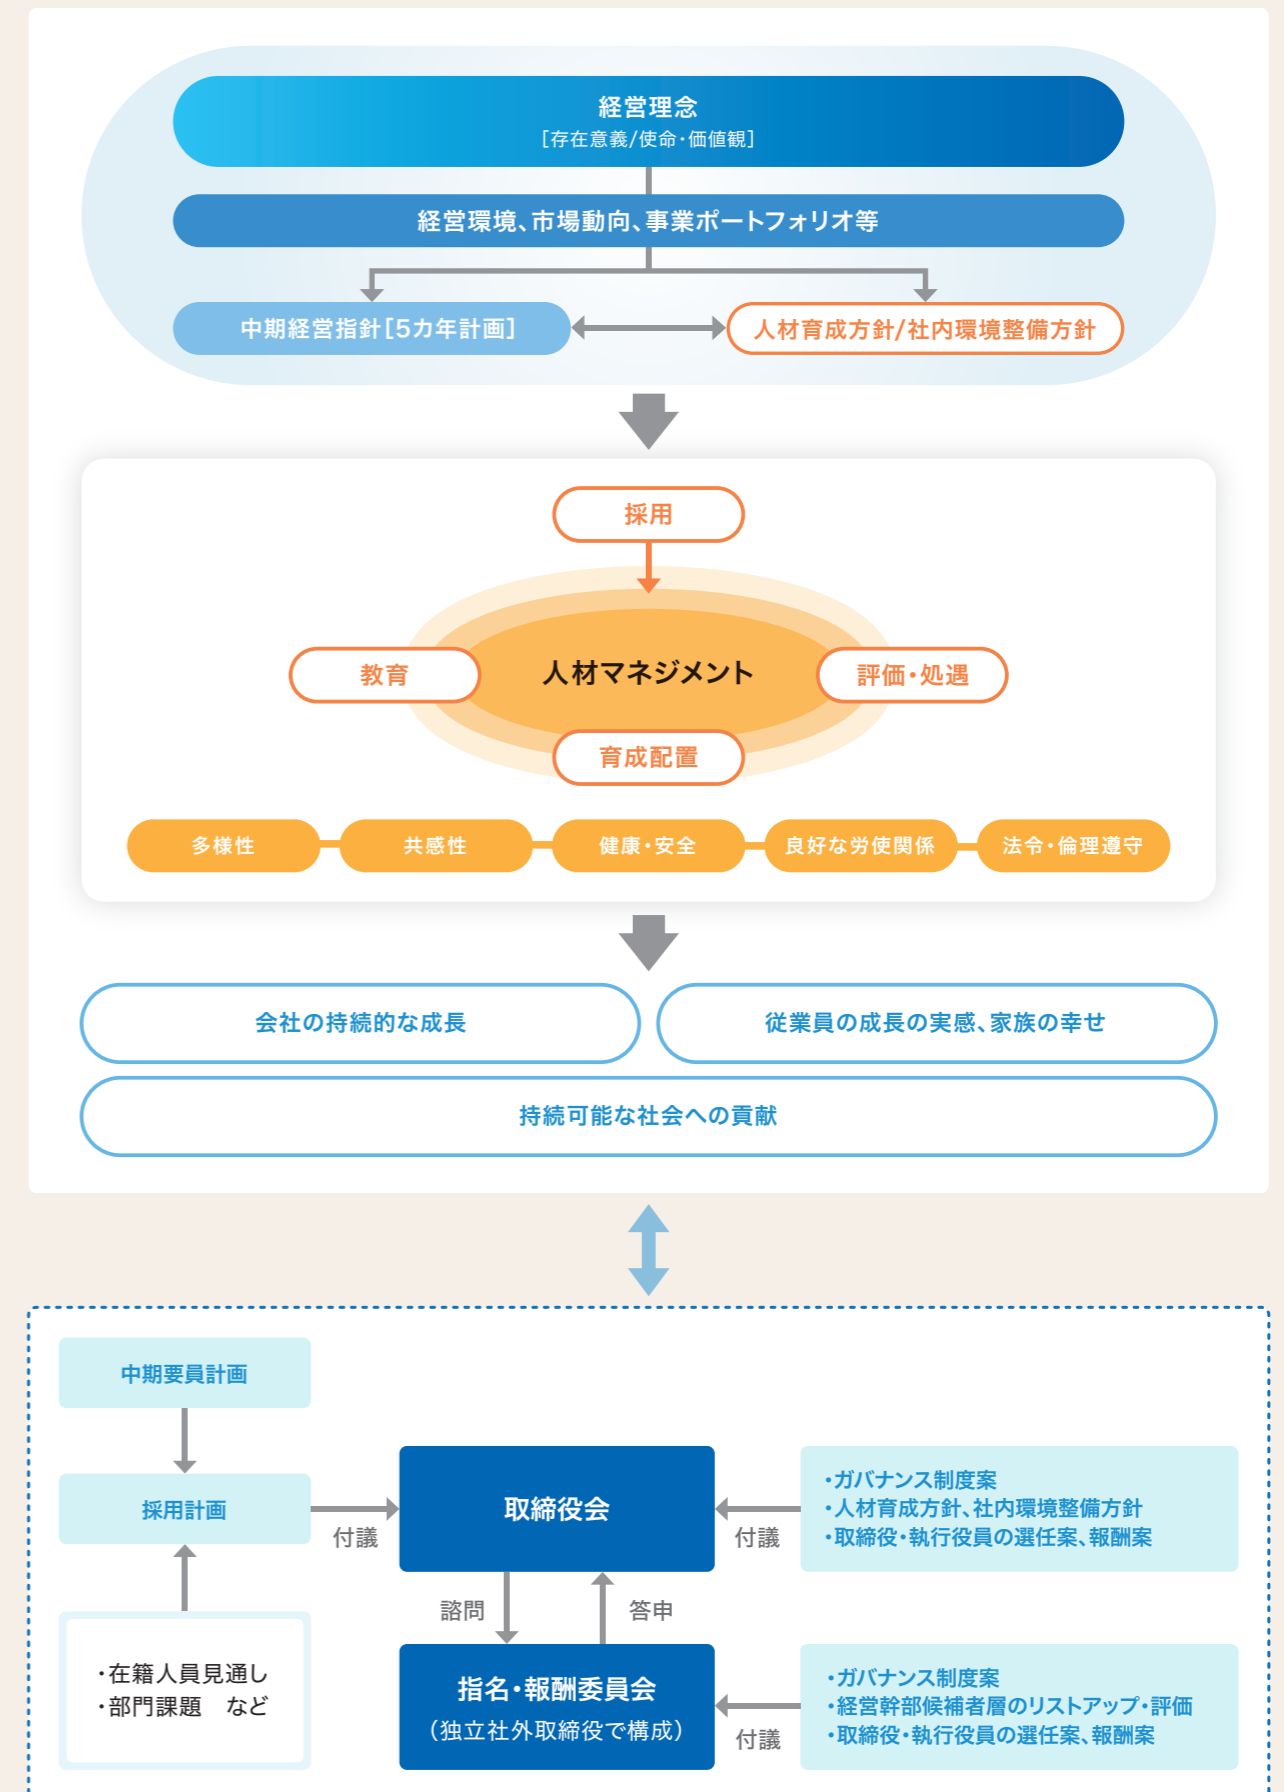 経営理念
[存在意義/使命・価値観]
経営環境、市場動向、事業ポートフォリオ等
中期経営指針[5カ年計画]
人材育成方針/社内環境整備方針
採用
教育
人材マネジメント
評価・処遇
育成配置
多様性
共感性
健康・安全
良好な労使関係
法令・倫理遵守
会社の持続的な成長
従業員の成長の実感、家族の幸せ
持続可能な社会への貢献
中期要員計画
採用計画
付議
取締役会
付議
・ガバナンス制度案
・人材育成方針、社内環境整備方針
・取締役・執行役員の選任案、報酬案
諮問
答申
・在籍人員見通し
・部門課題　など
指名・報酬委員会
（独立社外取締役で構成）
付議
・ガバナンス制度案
・経営幹部候補者層のリストアップ・評価
・取締役・執行役員の選任案、報酬案